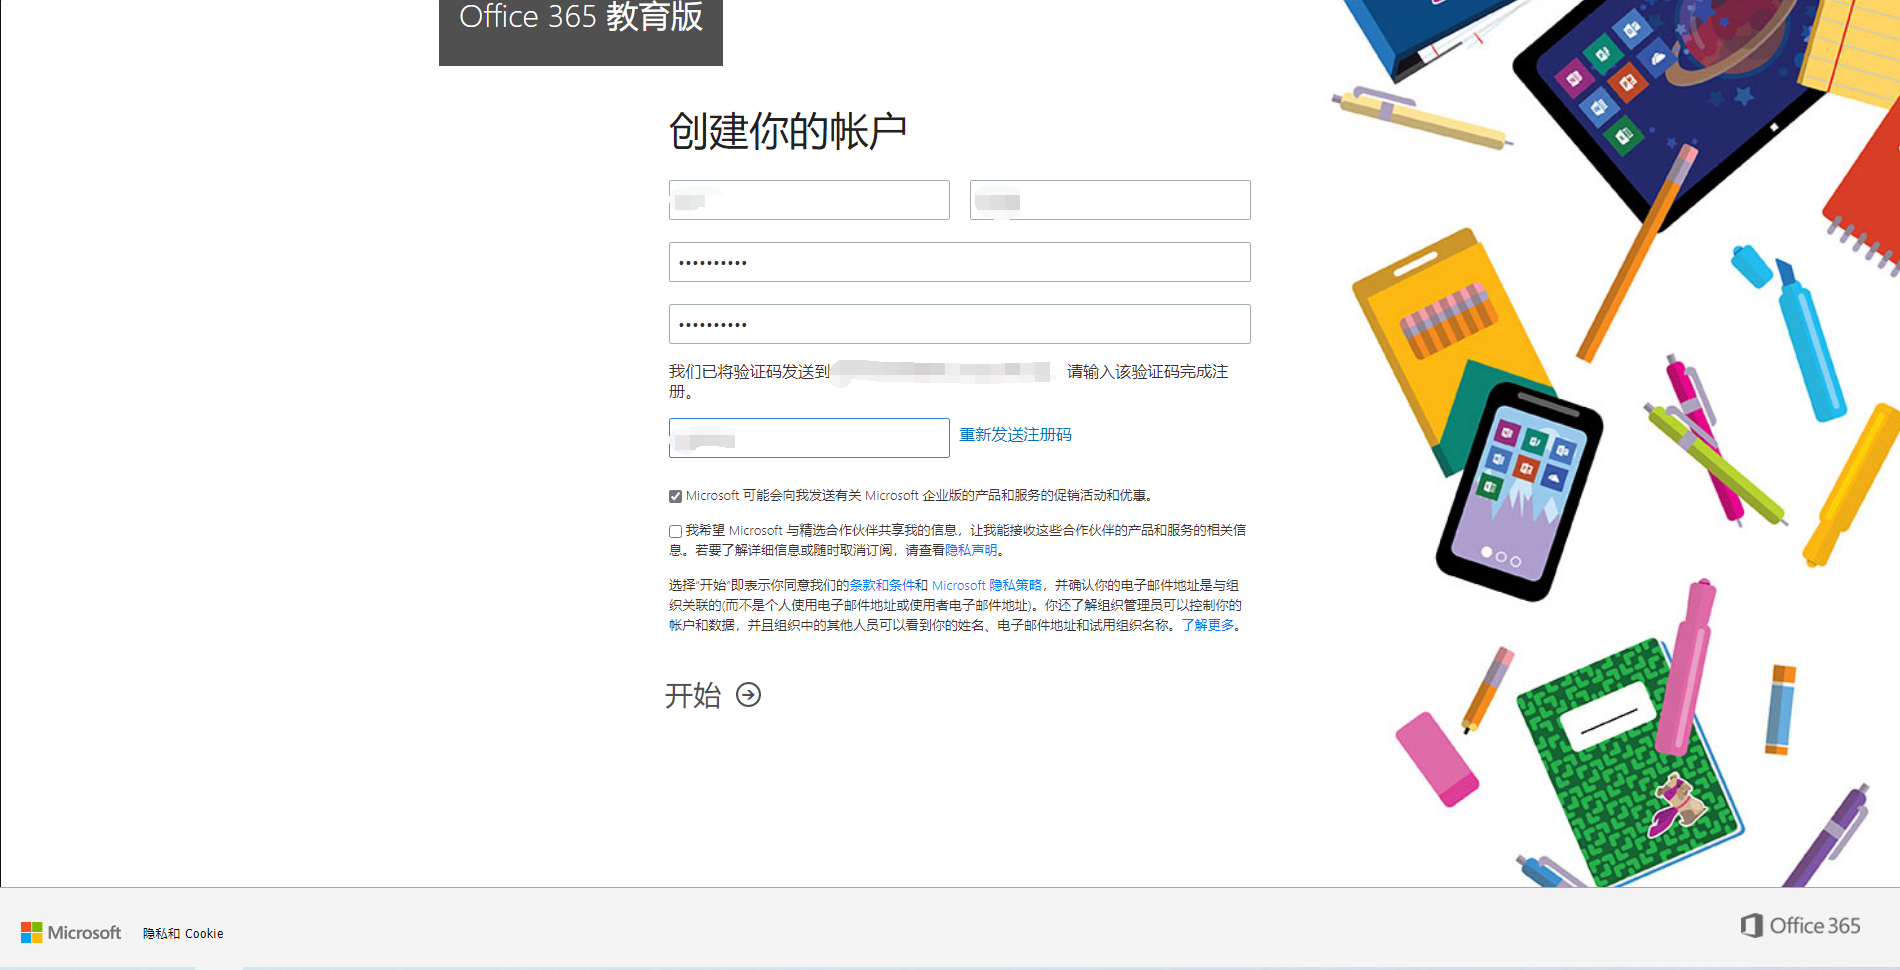 Office 365 教育版
创建你的帐户
••••••••••
••••••••••
我们已将验证码发送到 请输入该验证码完成注
册。
重新发送注册码
Microsoft 可能会向我发送有关 Microsoft 企业版的产品和服务的促销活动和优惠。
我希望 Microsoft 与精选合作伙伴共享我的信息，让我能接收这些合作伙伴的产品和服务的相关信
息。若要了解详细信息或随时取消订阅，请查看隐私声明。
选择“开始”即表示你同意我们的条款和条件和 Microsoft 隐私策略，并确认你的电子邮件地址是与组
织关联的(而不是个人使用电子邮件地址或使用者电子邮件地址)。你还了解组织管理员可以控制你的
帐户和数据，并且组织中的其他人员可以看到你的姓名、电子邮件地址和试用组织名称。了解更多。
开始
Microsoft 隐私和 Cookie
Office 365